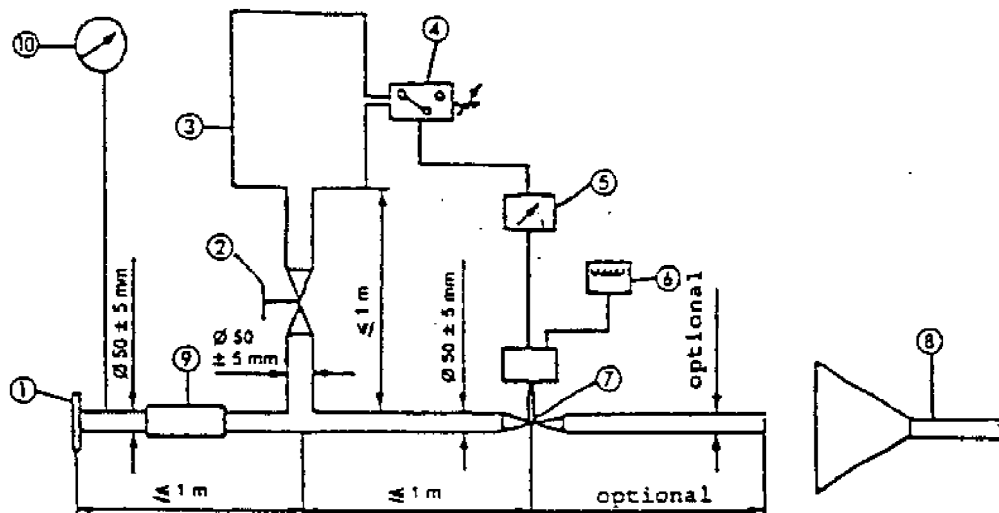 ⑩
④
③
⑤
②
⑥
Ø 50 ± 5 mm
Ø 50
± 5 mm
≤ 1 m
Ø 50 ± 5 mm
optional
①
⑨
⑦
⑧
≤ 1 m
≤ 1 m
optional